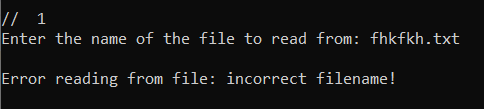 //  1
Enter the name of the file to read from: fhkfkh.txt
Error reading from file: incorrect filename!